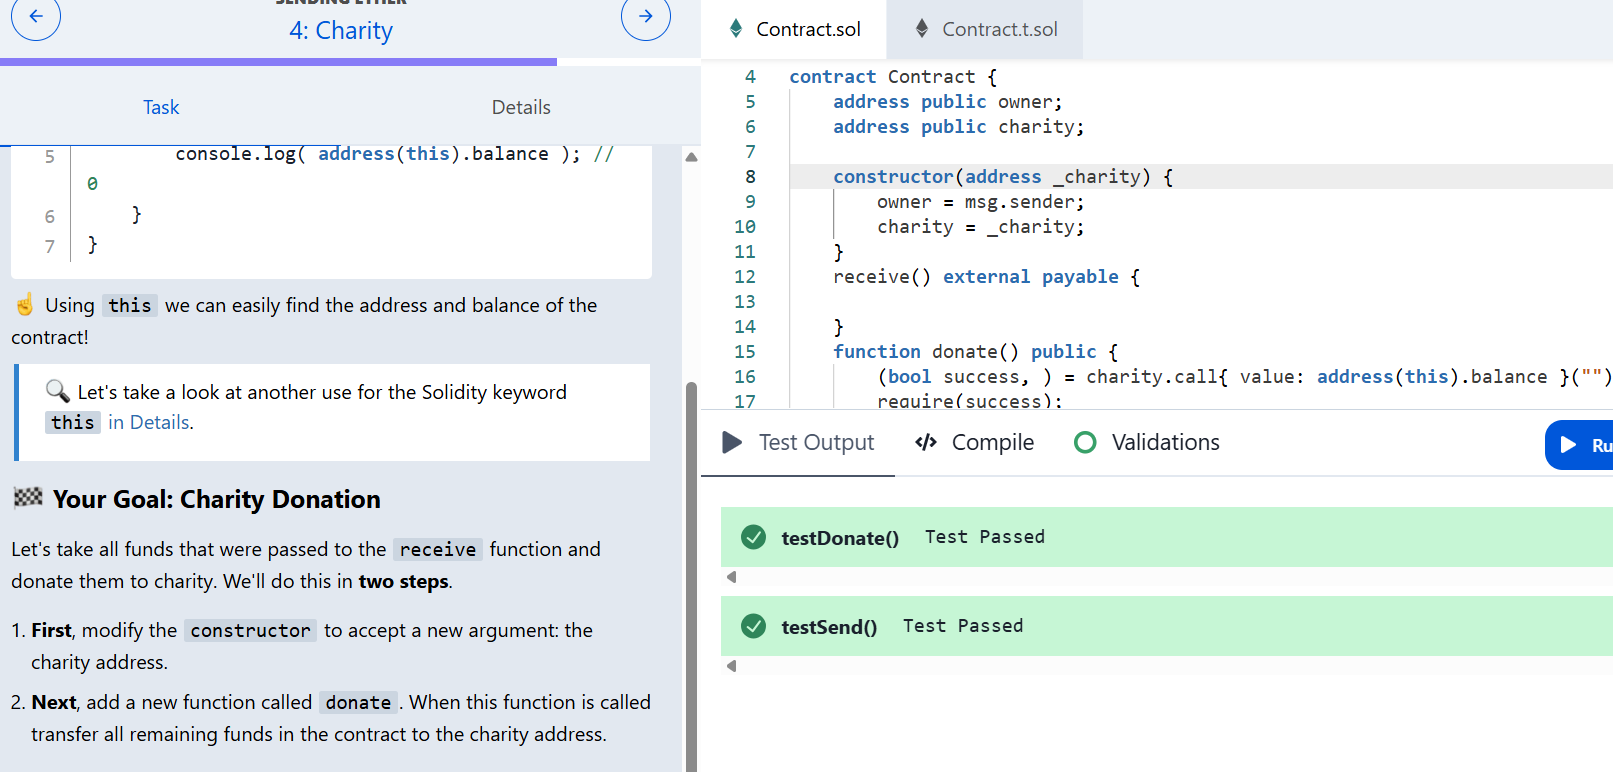 SENDING ETHER
4: Charity
Task
Details
5 console.log( address(this).balance ); //
0
6 }
7 }
☝ Using this we can easily find the address and balance of the
contract!
🔍 Let's take a look at another use for the Solidity keyword
this in Details.
🏁 Your Goal: Charity Donation
Let's take all funds that were passed to the receive function and
donate them to charity. We'll do this in two steps.
1. First, modify the constructor to accept a new argument: the
charity address.
2. Next, add a new function called donate. When this function is called
transfer all remaining funds in the contract to the charity address.
Contract.sol
Contract.t.sol
4 contract Contract {
5 address public owner;
6 address public charity;
7
8 constructor(address _charity) {
9 owner = msg.sender;
10 charity = _charity;
11 }
12 receive() external payable {
13
14 }
15 function donate() public {
16 (bool success, ) = charity.call{ value: address(this).balance }("")
17 require(success);
Test Output
</> Compile
Validations
Ru
testDonate() Test Passed
testSend() Test Passed